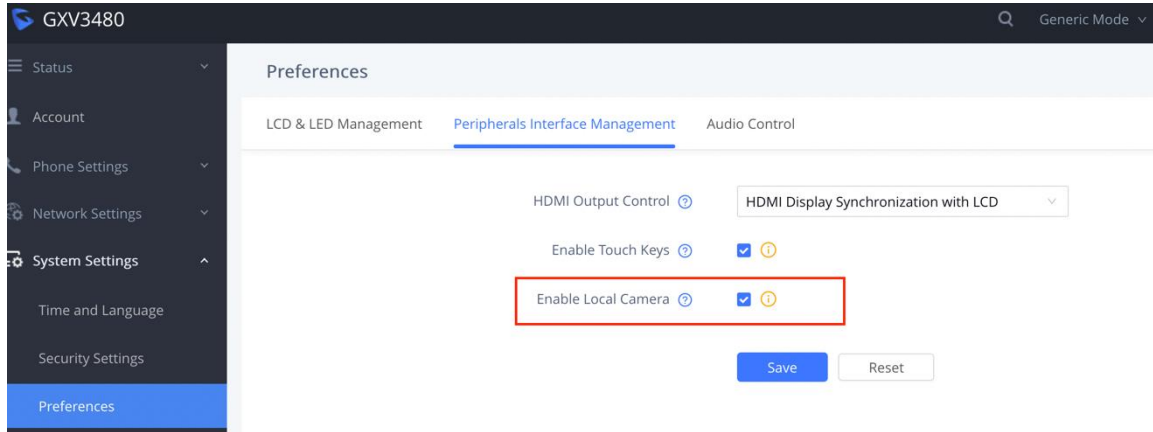 GXV3480
Generic Mode
Status
Account
Phone Settings
Network Settings
System Settings
Time and Language
Security Settings
Preferences
Preferences
LCD & LED Management
Peripherals Interface Management
Audio Control
HDMI Output Control
HDMI Display Synchronization with LCD
Enable Touch Keys
Enable Local Camera
Save
Reset